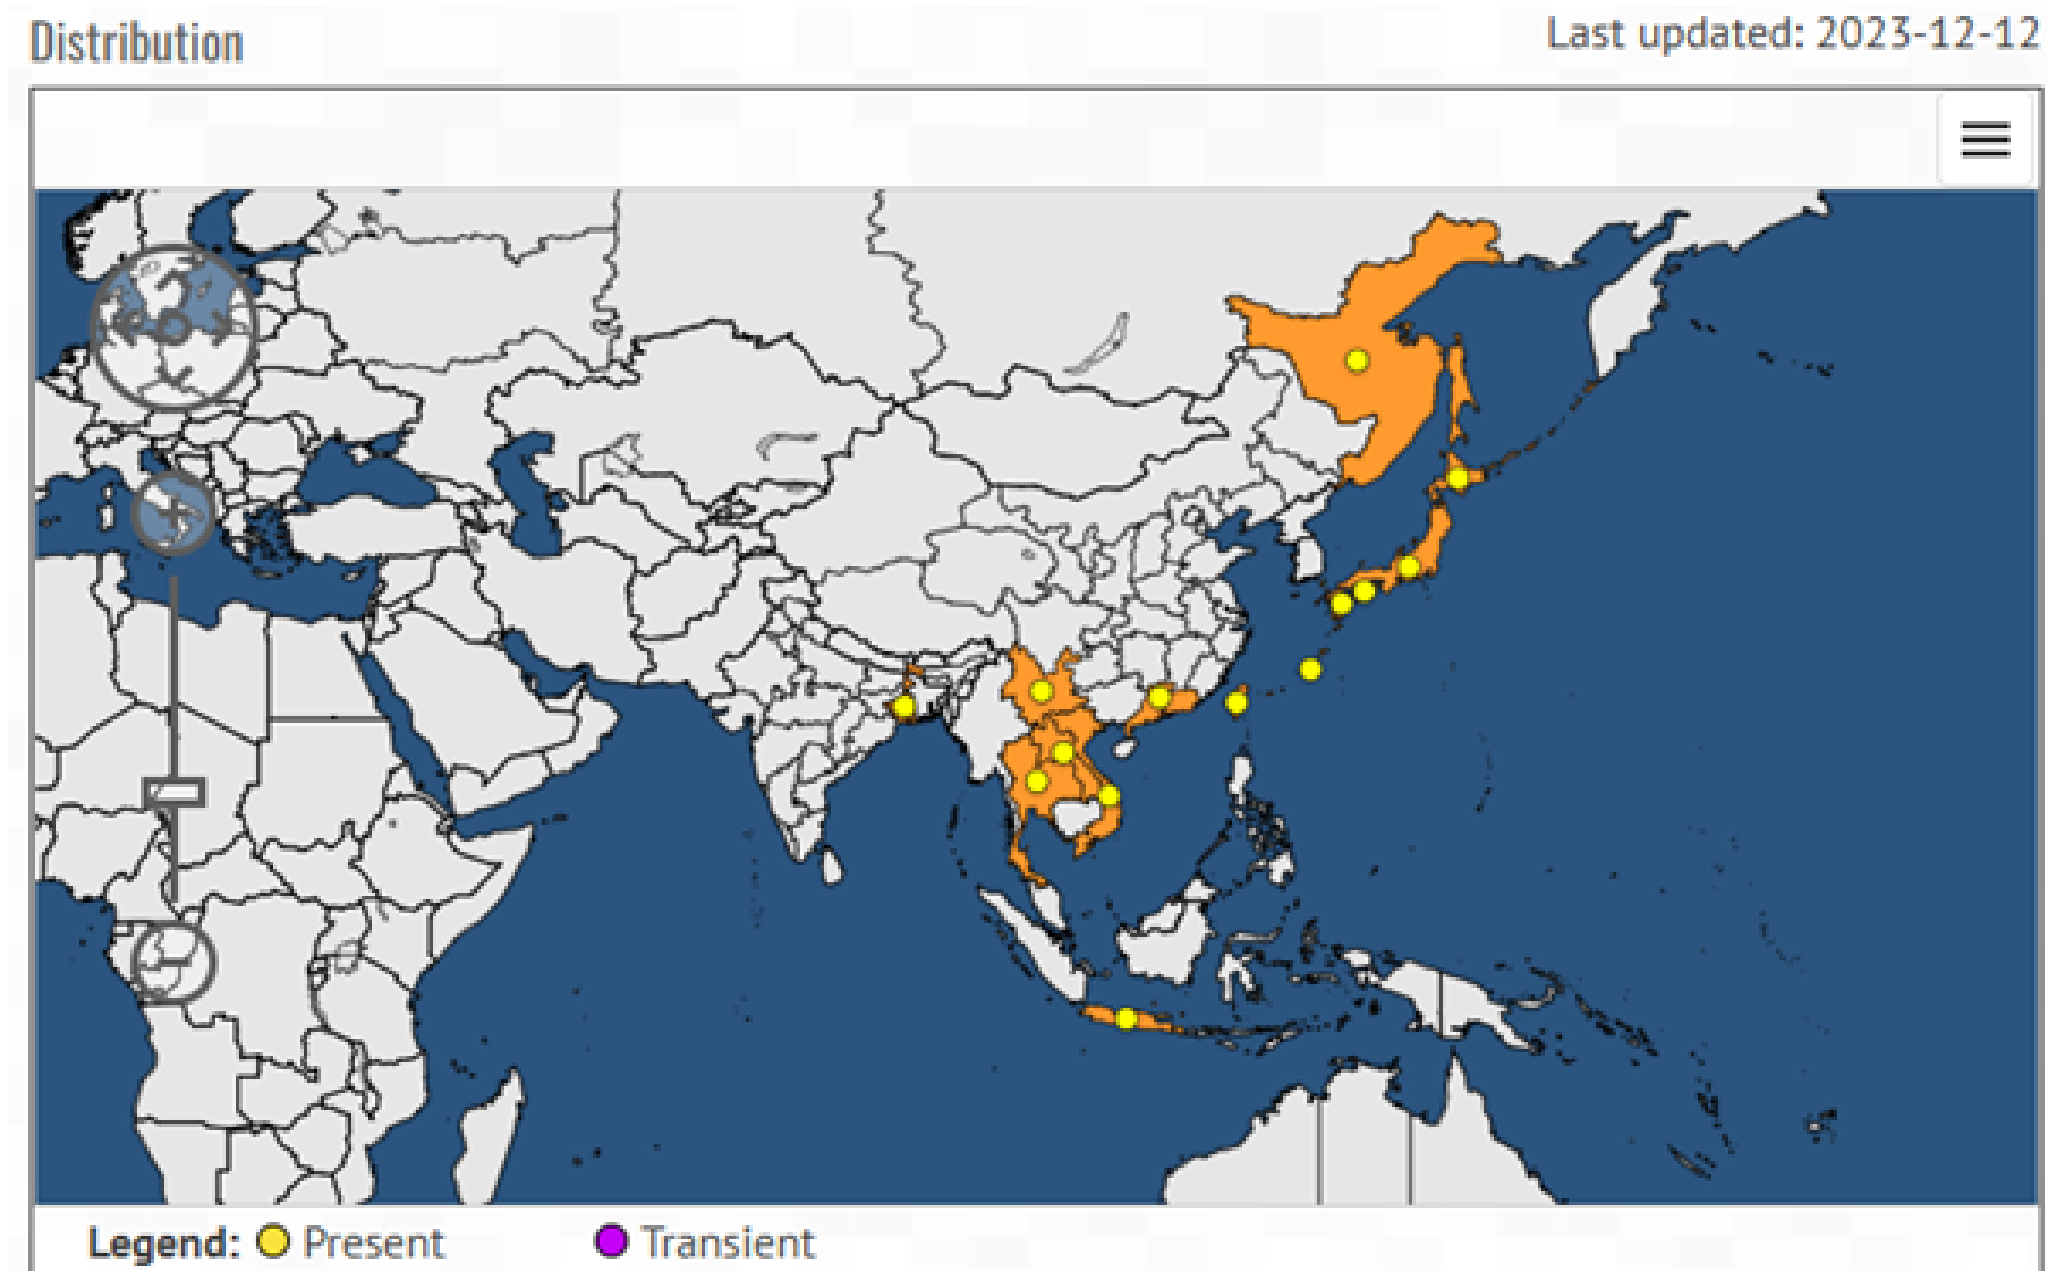 Distribution
Last updated: 2023-12-12
Legend: Present Transient